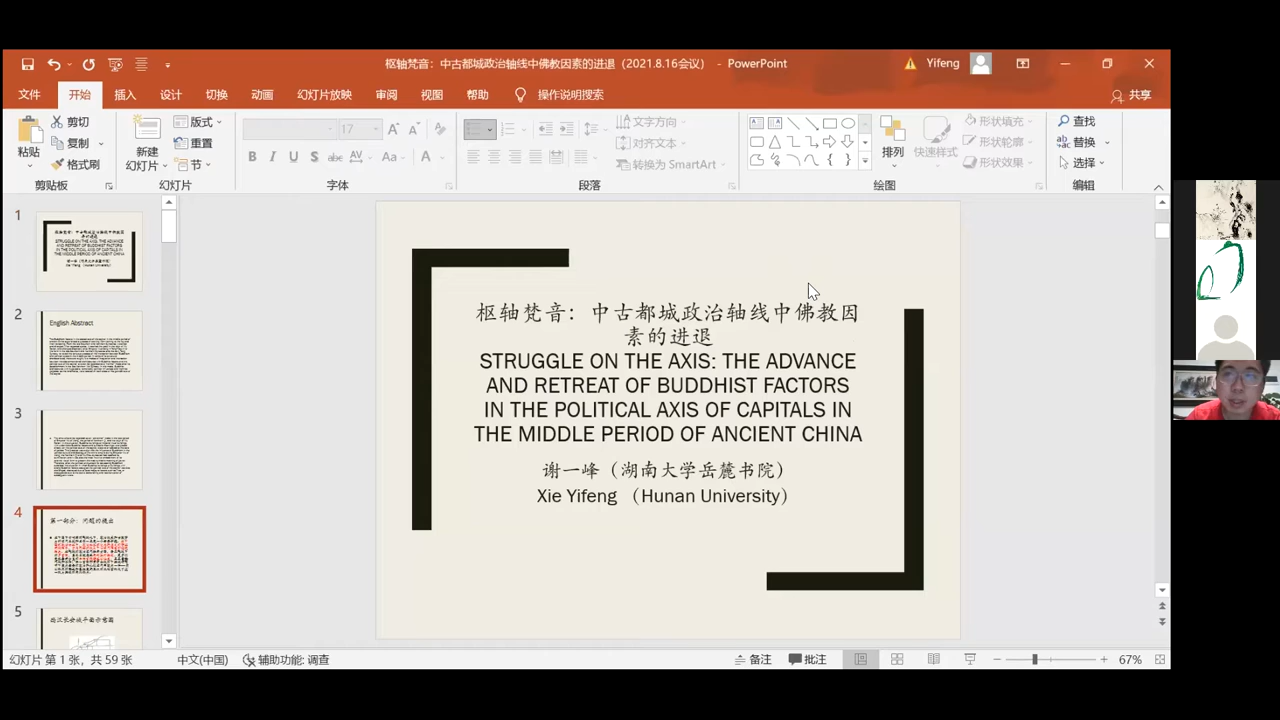 枢轴梵音：中古都城政治轴线中佛教因素的进退（2021.8.16会议） - PowerPoint
Yifeng
文件 开始 插入 设计 切换 动画 幻灯片放映 审阅 视图 帮助 操作说明搜索 共享
粘贴
剪切
复制
格式刷
剪贴板
新建
幻灯片
版式
重置
节
幻灯片
17
B I U S abc AV Aa A
字体
文字方向
对齐文本
转换为 SmartArt
段落
排列
快速样式
形状填充
形状轮廓
形状效果
绘图
查找
替换
选择
编辑
1
2
English Abstract
3
4
第一部分：问题的提出
5
枢轴梵音：中古都城政治轴线中佛教因
素的进退
STRUGGLE ON THE AXIS: THE ADVANCE
AND RETREAT OF BUDDHIST FACTORS
IN THE POLITICAL AXIS OF CAPITALS IN
THE MIDDLE PERIOD OF ANCIENT CHINA
谢一峰（湖南大学岳麓书院）
Xie Yifeng （Hunan University）
幻灯片 第 1 张，共 59 张 中文(中国) 辅助功能: 调查 备注 批注 67%